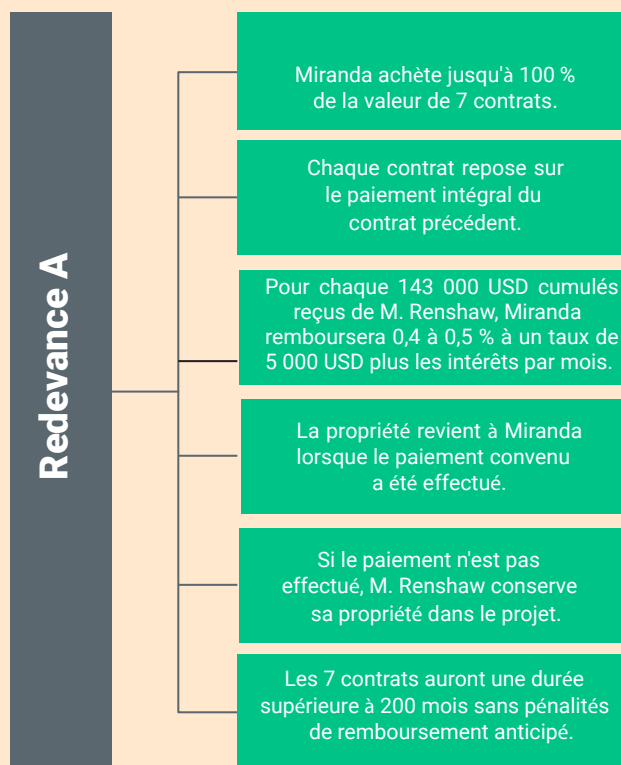 Redevance A
Miranda achète jusqu'à 100 %
de la valeur de 7 contrats.
Chaque contrat repose sur
le paiement intégral du
contrat précédent.
Pour chaque 143 000 USD cumulés
reçus de M. Renshaw, Miranda
remboursera 0,4 à 0,5 % à un taux de
5 000 USD plus les intérêts par mois.
La propriété revient à Miranda
lorsque le paiement convenu
a été effectué.
Si le paiement n'est pas
effectué, M. Renshaw conserve
sa propriété dans le projet.
Les 7 contrats auront une durée
supérieure à 200 mois sans pénalités
de remboursement anticipé.